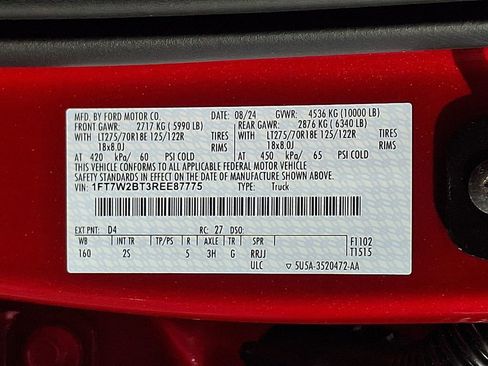 MFD. BY FORD MOTOR CO. 08/24 GVWR: 4536 KG (10000 LB)
FRONT GAWR: 2717 KG ( 5990 LB) REAR GAWR: 2876 KG ( 6340 LB)
WITH LT275/70R18E 125/122R TIRES WITH LT275/70R18E 125/122R TIRES
18x8.0J RIMS 18x8.0J RIMS
AT 420 kPa/ 60 PSI COLD AT 450 kPa/ 65 PSI COLD
THIS VEHICLE CONFORMS TO ALL APPLICABLE FEDERAL MOTOR VEHICLE
SAFETY STANDARDS IN EFFECT ON THE DATE OF MANUFACTURE SHOWN ABOVE.
VIN: 1FT7W2BT3REE87775 TYPE: Truck
EXT PNT: D4 RC: 27 DSO:
WB INT TR TP/PS R AXLE TR SPR F1102
160 2S 5 3H G RRJJ T1515
ULC ▽ 5U5A-3520472-AA